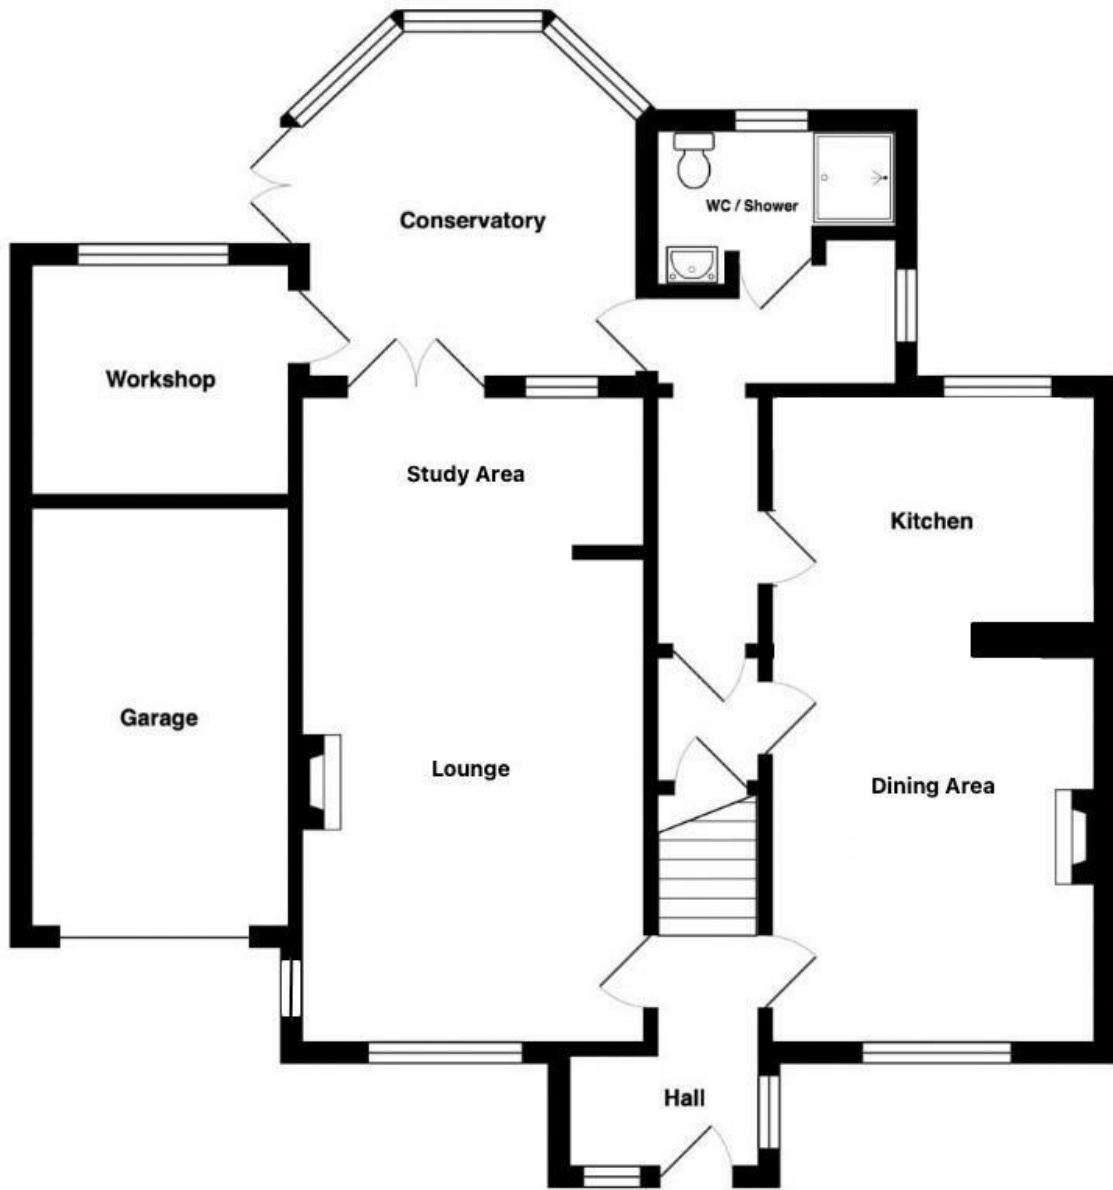 WC / Shower
Conservatory
Workshop
Study Area
Kitchen
Garage
Lounge
Dining Area
Hall